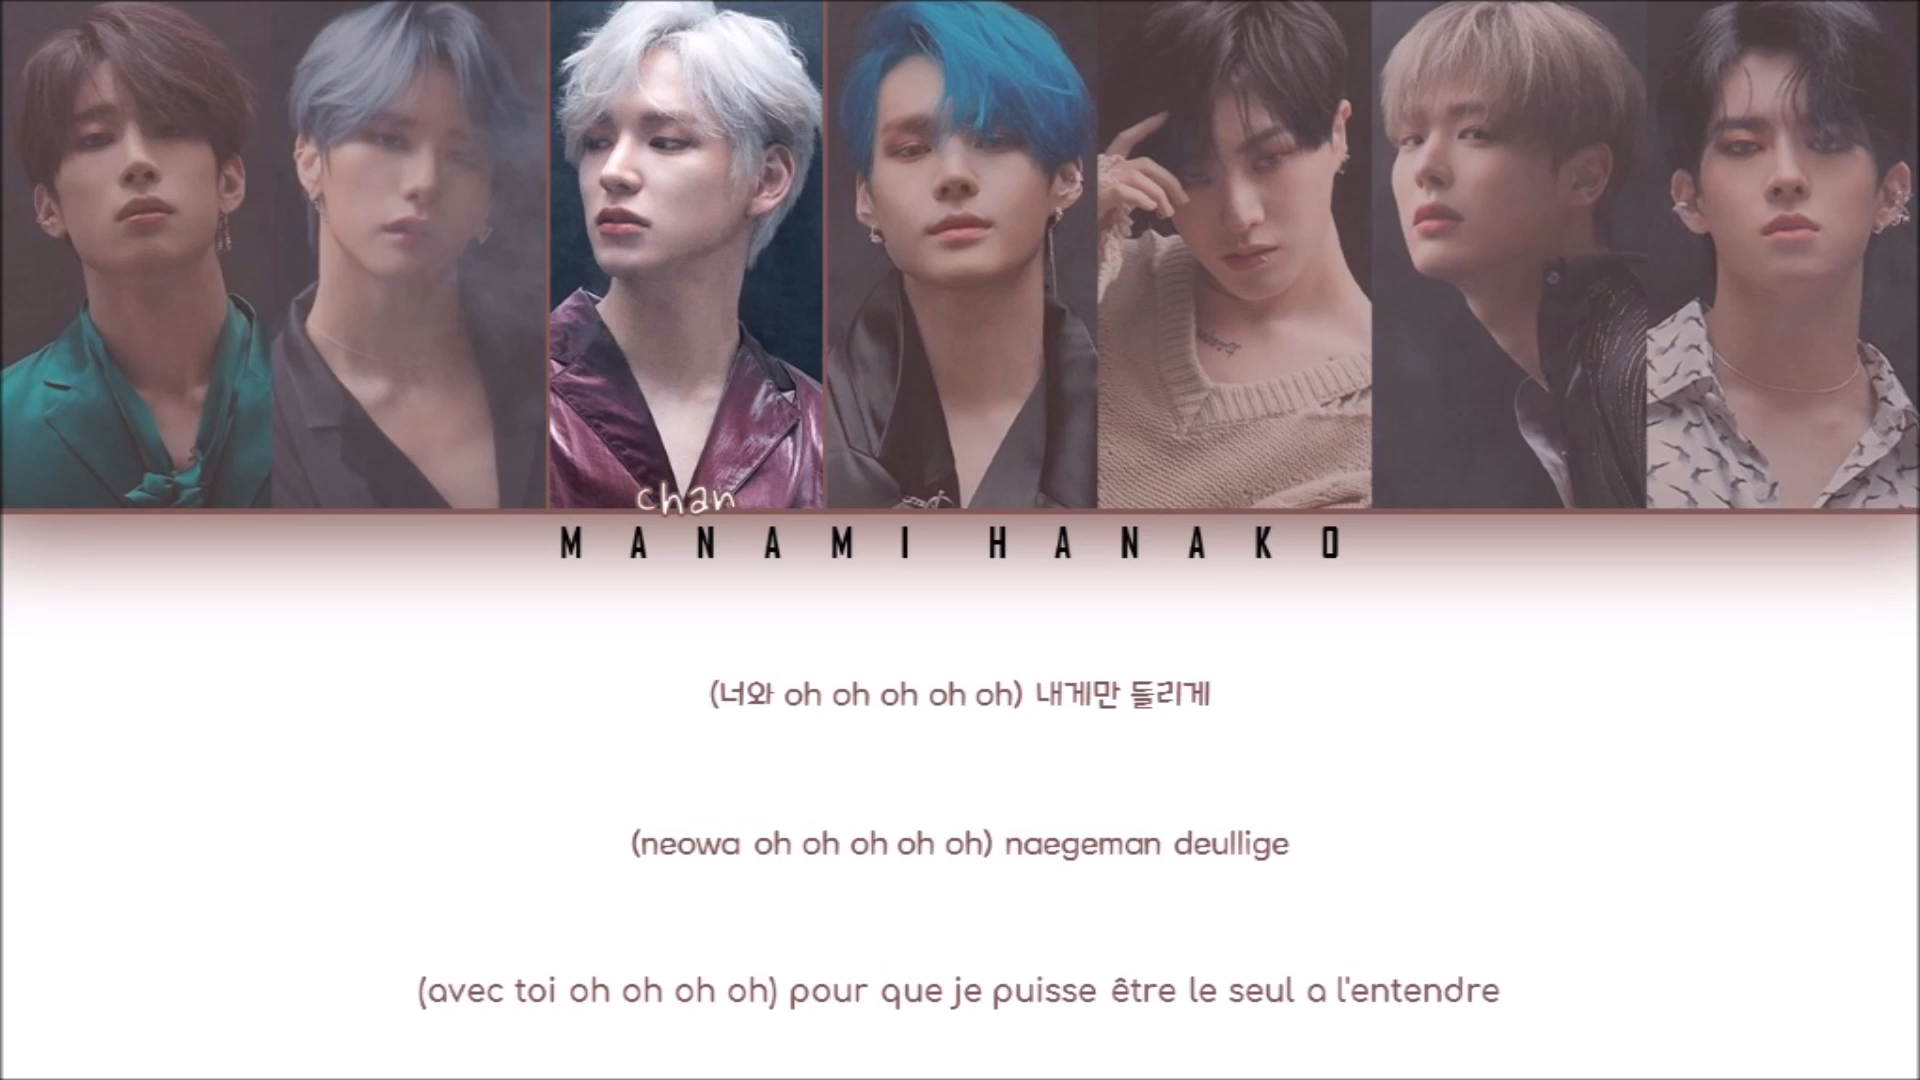 chan
MANAMI HANAKO
(너와 oh oh oh oh oh) 내게만 들리게
(neowa oh oh oh oh oh) naegeman deullige
(avec toi oh oh oh oh) pour que je puisse être le seul a l'entendre